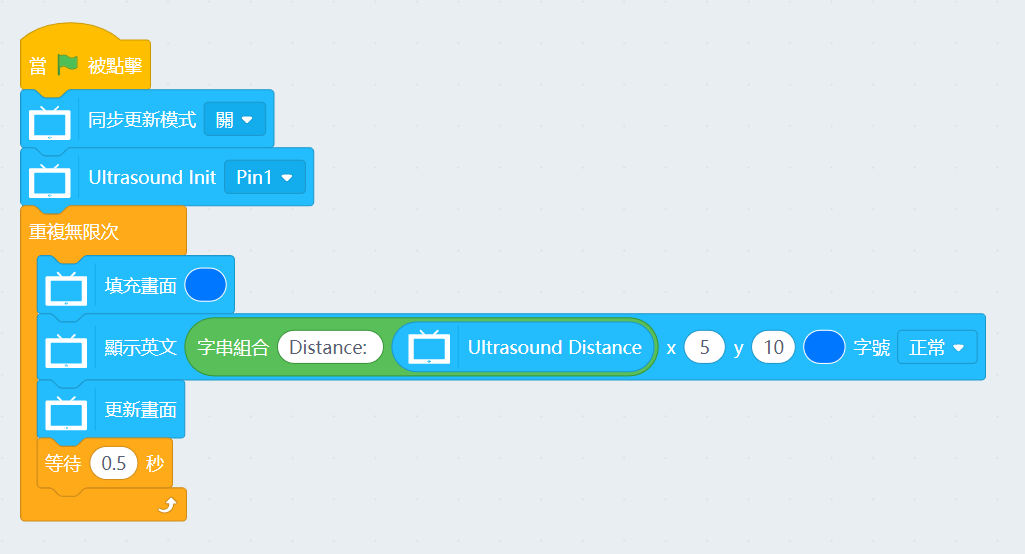 當 被點擊
同步更新模式 關
Ultrasound Init Pin1
重複無限次
填充畫面
顯示英文 字串組合 Distance: Ultrasound Distance x 5 y 10 字號 正常
更新畫面
等待 0.5 秒